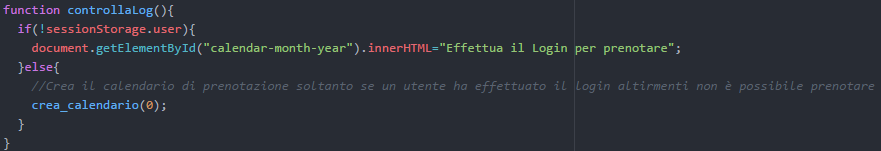 function controllaLog(){
if(!sessionStorage.user){
document.getElementById("calendar-month-year").innerHTML="Effettua il Login per prenotare";
}else{
//Crea il calendario di prenotazione soltanto se un utente ha effettuato il login altirmenti non è possibile prenotare
crea_calendario(0);
}
}